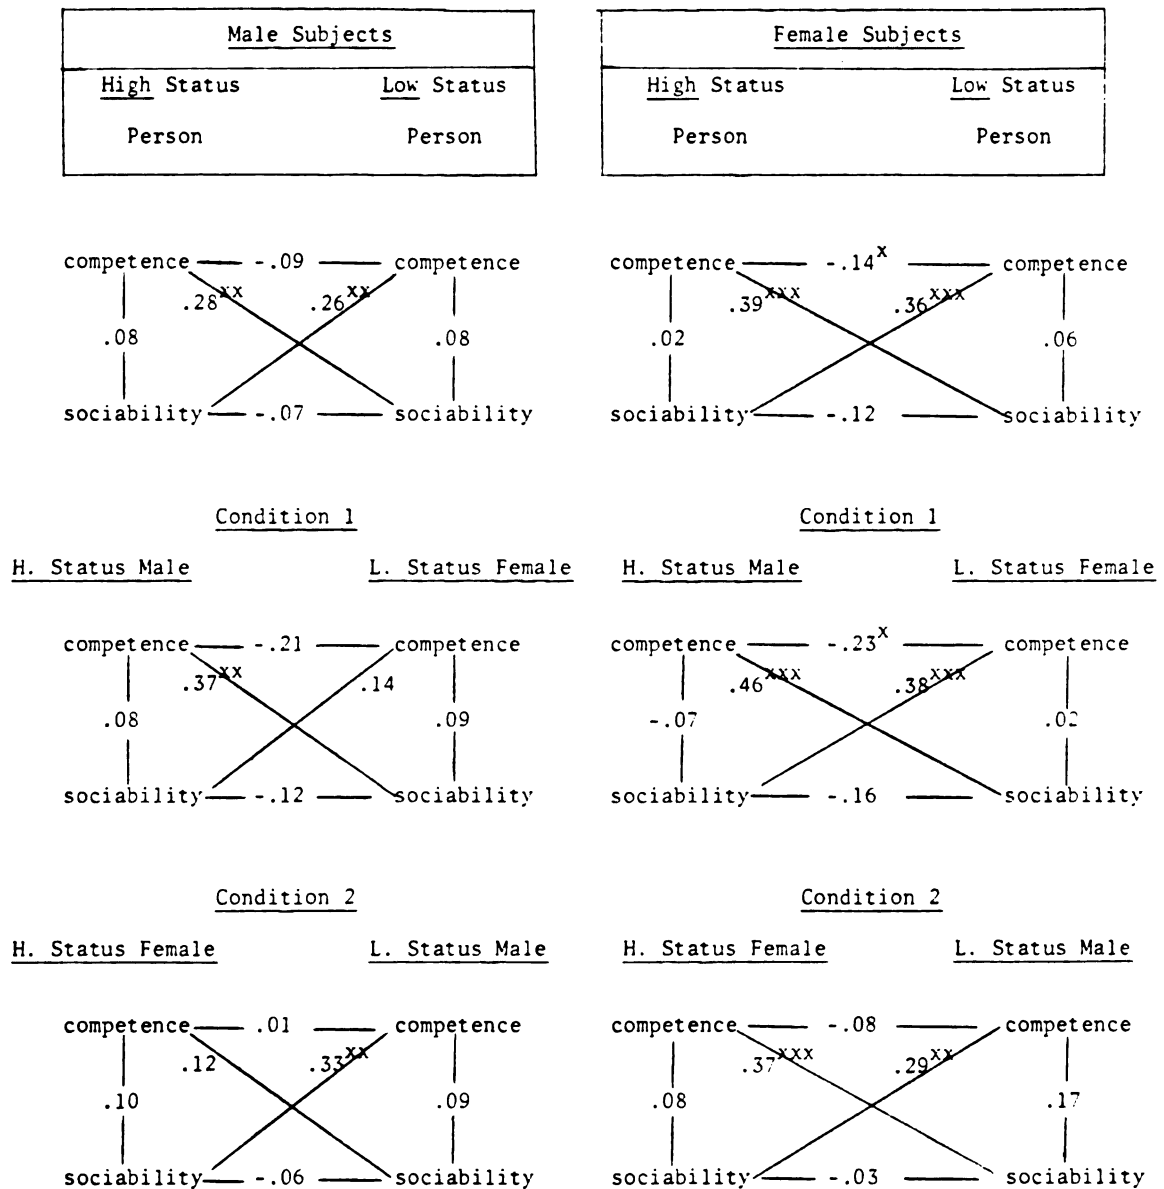 Male Subjects Female Subjects
High Status Low Status High Status Low Status
Person Person Person Person
competence -.09 competence competence -.14x competence
.28xx .26xx .39xxx .36xxx
.08 .08 .02 .06
sociability -.07 sociability sociability -.12 sociability
Condition 1 Condition 1
H. Status Male L. Status Female H. Status Male L. Status Female
competence -.21 competence competence -.23x competence
.37xx .14 .46xxx .38xxx
.08 .09 -.07 .02
sociability -.12 sociability sociability -.16 sociability
Condition 2 Condition 2
H. Status Female L. Status Male H. Status Female L. Status Male
competence .01 competence competence -.08 competence
.12 .33xx .37xxx .29xx
.10 .09 .08 .17
sociability -.06 sociability sociability -.03 sociability